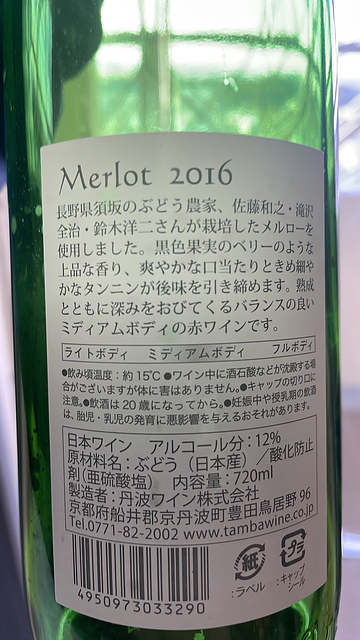 Merlot 2016
長野県須坂のぶどう農家、佐藤和之・滝沢
全治・鈴木洋二さんが栽培したメルローを
使用しました。黒色果実のベリーのような
上品な香り、爽やかな口当たりときめ細や
かなタンニンが後味を引き締めます。熟成
とともに深みをおびてくるバランスの良い
ミディアムボディの赤ワインです。
ライトボディ ミディアムボディ フルボディ
●飲み頃温度:約15℃●ワイン中に酒石酸などが沈殿する場
合がございますが体に害はありません。●キャップの切り口に
注意。●飲酒は20歳になってから。●妊娠中や授乳期の飲酒
は、胎児・乳児の発育に悪影響を与えるおそれがあります。
日本ワイン アルコール分:12%
原材料名:ぶどう(日本産)/酸化防止
剤(亜硫酸塩) 内容量:720ml
製造者:丹波ワイン株式会社
京都府船井郡京丹波町豊田鳥居野96
Tel.0771-82-2002 www.tambawine.co.jp
4950973033290
紙
:ラベル
プラ
:キャップ
シール